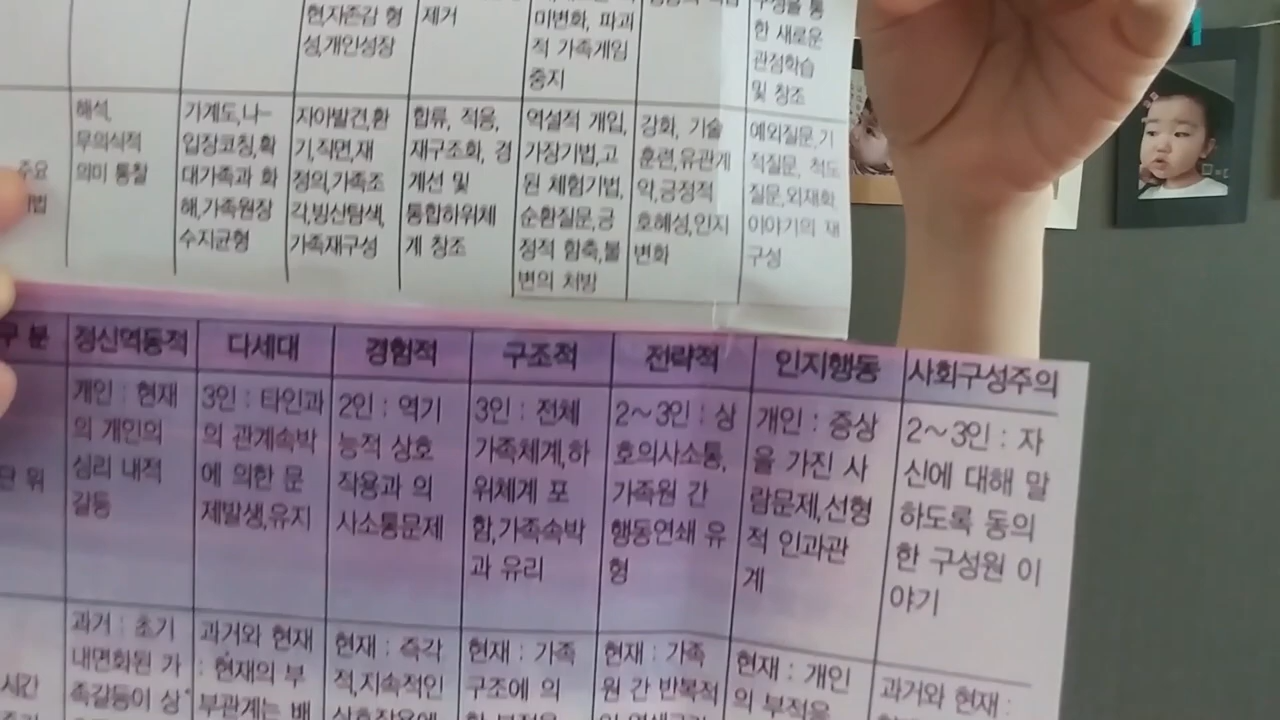 현자존감 형
성,개인성장
제거
미변화, 파괴
적 가족게임
중지
한 새로운
관점학습
및 창조
주요
기법
해석,
무의식적
의미 통찰
가계도,나-
입장코칭,확
대가족과 화
해,가족원장
수지균형
자아발견,환
기,직면,재
정의,가족조
각,빙산탐색,
가족재구성
합류, 적응,
재구조화, 경
계선 및
통합하위체
계 창조
역설적 개입,
가장기법,고
된 체험기법,
순환질문,긍
정적 함축,불
변의 처방
강화, 기술
훈련,유관계
약,긍정적
호혜성,인지
변화
예외질문,기
적질문, 척도
질문,외재화,
이야기의 재
구성
구 분
정신역동적
다세대
경험적
구조적
전략적
인지행동
사회구성주의
단 위
개인 : 현재
의 개인의
심리 내적
갈등
3인 : 타인과
의 관계속박
에 의한 문
제발생,유지
2인 : 역기
능적 상호
작용과 의
사소통문제
3인 : 전체
가족체계,하
위체계 포
함,가족속박
과 유리
2~3인 : 상
호의사소통,
가족원 간
행동연쇄 유
형
개인 : 증상
을 가진 사
람문제,선형
적 인과관
계
2~3인 : 자
신에 대해 말
하도록 동의
한 구성원 이
야기
시간
과거 : 초기
내면화된 가
족갈등이 상
과거와 현재
: 현재의 부
부관계는 배
현재 : 즉각
적,지속적인
현재 : 가족
구조에 의
현재 : 가족
원 간 반복적
현재 : 개인
의 부적응
과거와 현재 :